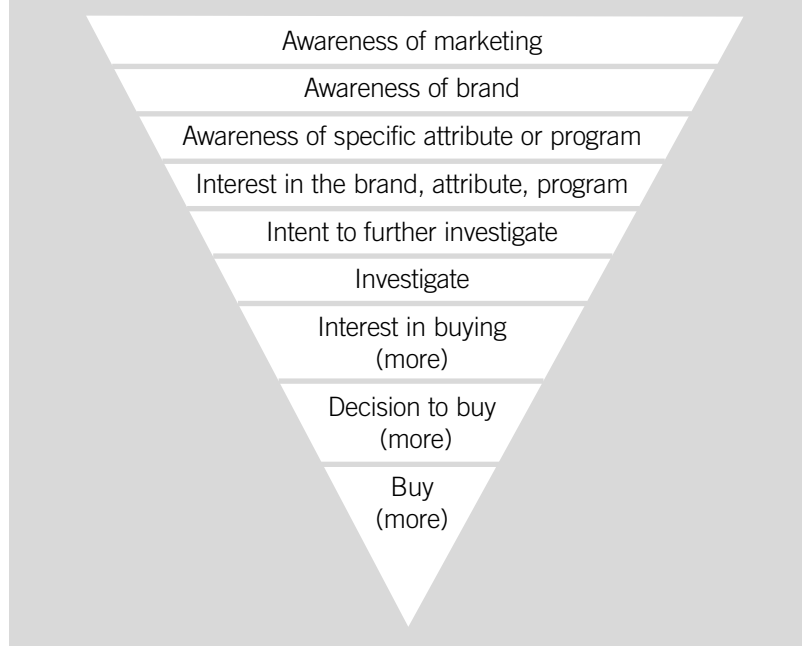 Awareness of marketing
Awareness of brand
Awareness of specific attribute or program
Interest in the brand, attribute, program
Intent to further investigate
Investigate
Interest in buying
(more)
Decision to buy
(more)
Buy
(more)